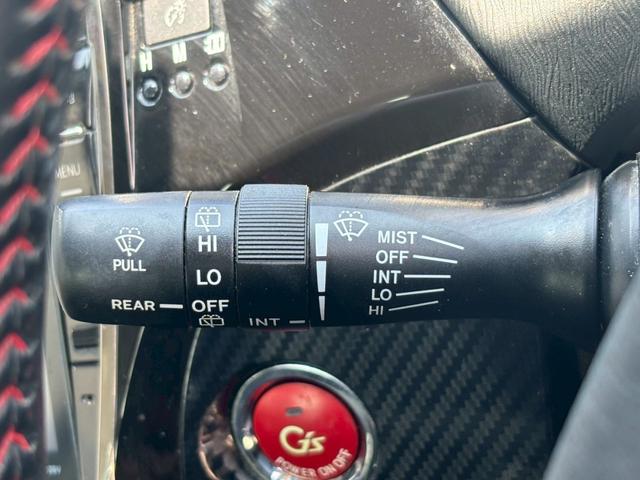 H N
MENU
PULL
HI
LO
REAR OFF
INT
MIST
OFF
INT
LO
HI
G's
POWER ON OFF